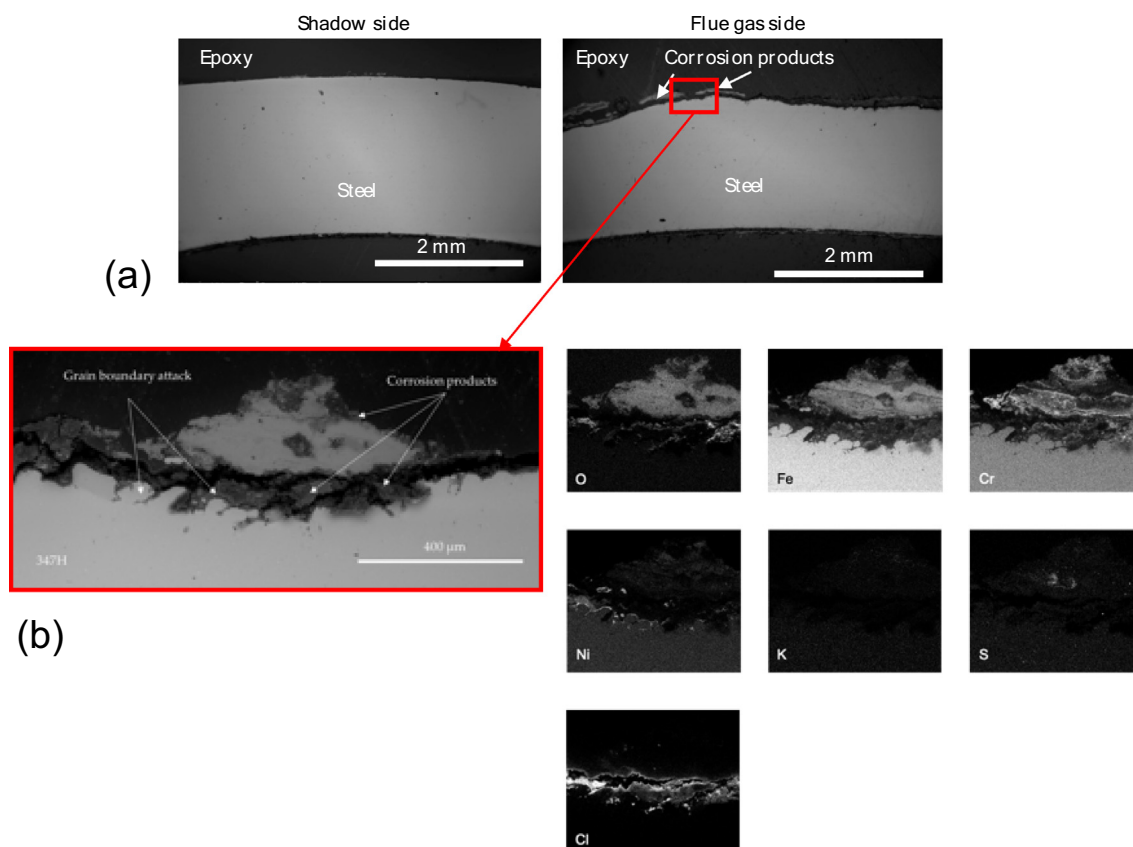 Shadow side
Flue gas side
Epoxy
Epoxy
Corrosion products
Steel
Steel
2 mm
2 mm
(a)
Grain boundary attack
Corrosion products
347H
400 µm
(b)
O
Fe
Cr
Ni
K
S
Cl